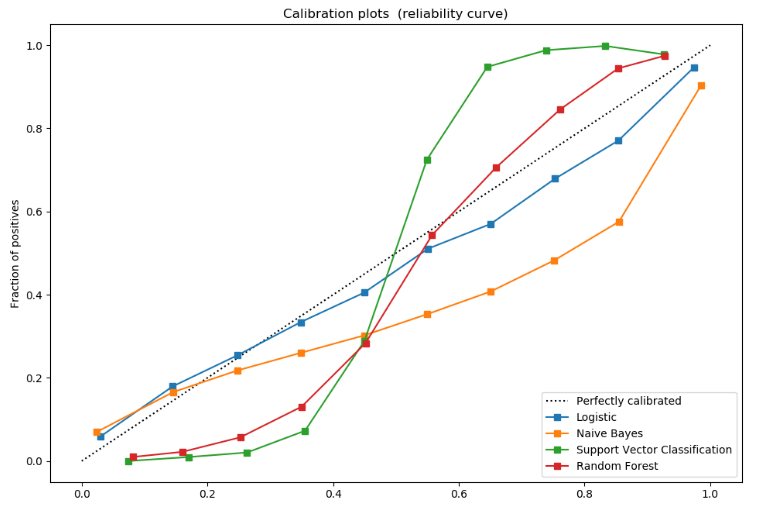 Calibration plots  (reliability curve)
1.0
0.8
0.6
0.4
0.2
0.0
Fraction of positives
0.0 0.2 0.4 0.6 0.8 1.0
Perfectly calibrated
Logistic
Naive Bayes
Support Vector Classification
Random Forest